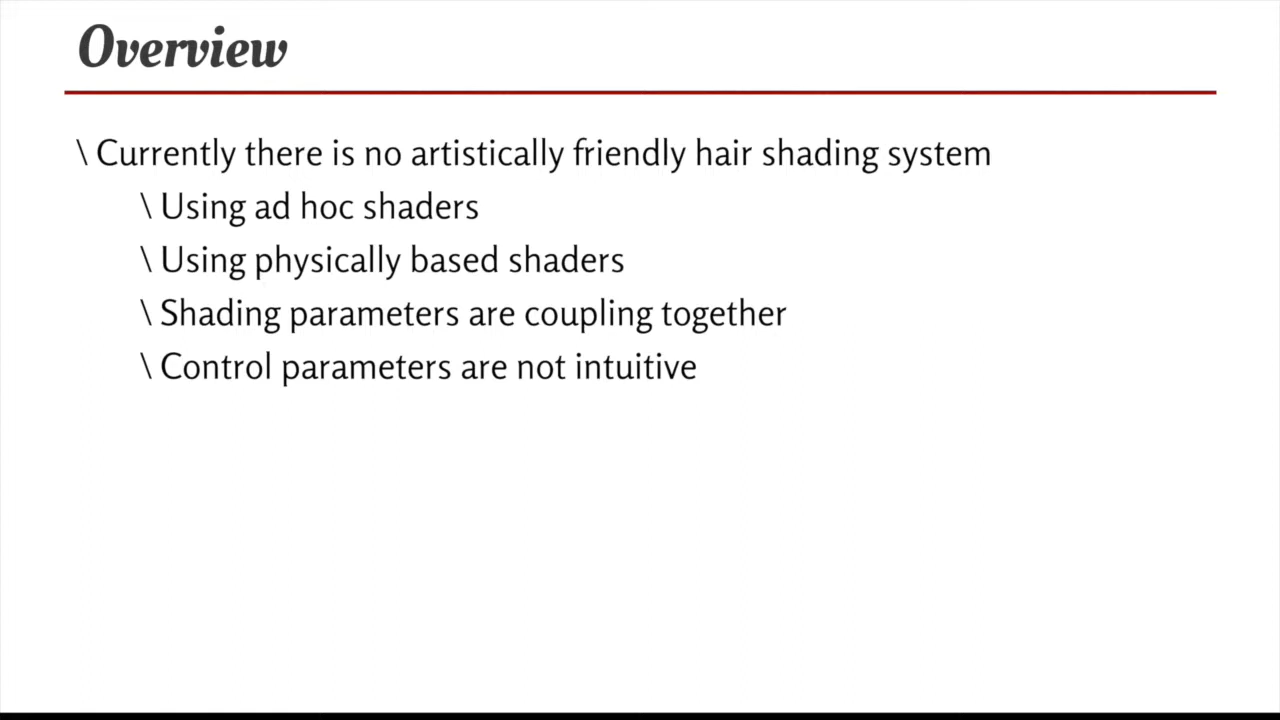 Overview
\ Currently there is no artistically friendly hair shading system
\ Using ad hoc shaders
\ Using physically based shaders
\ Shading parameters are coupling together
\ Control parameters are not intuitive